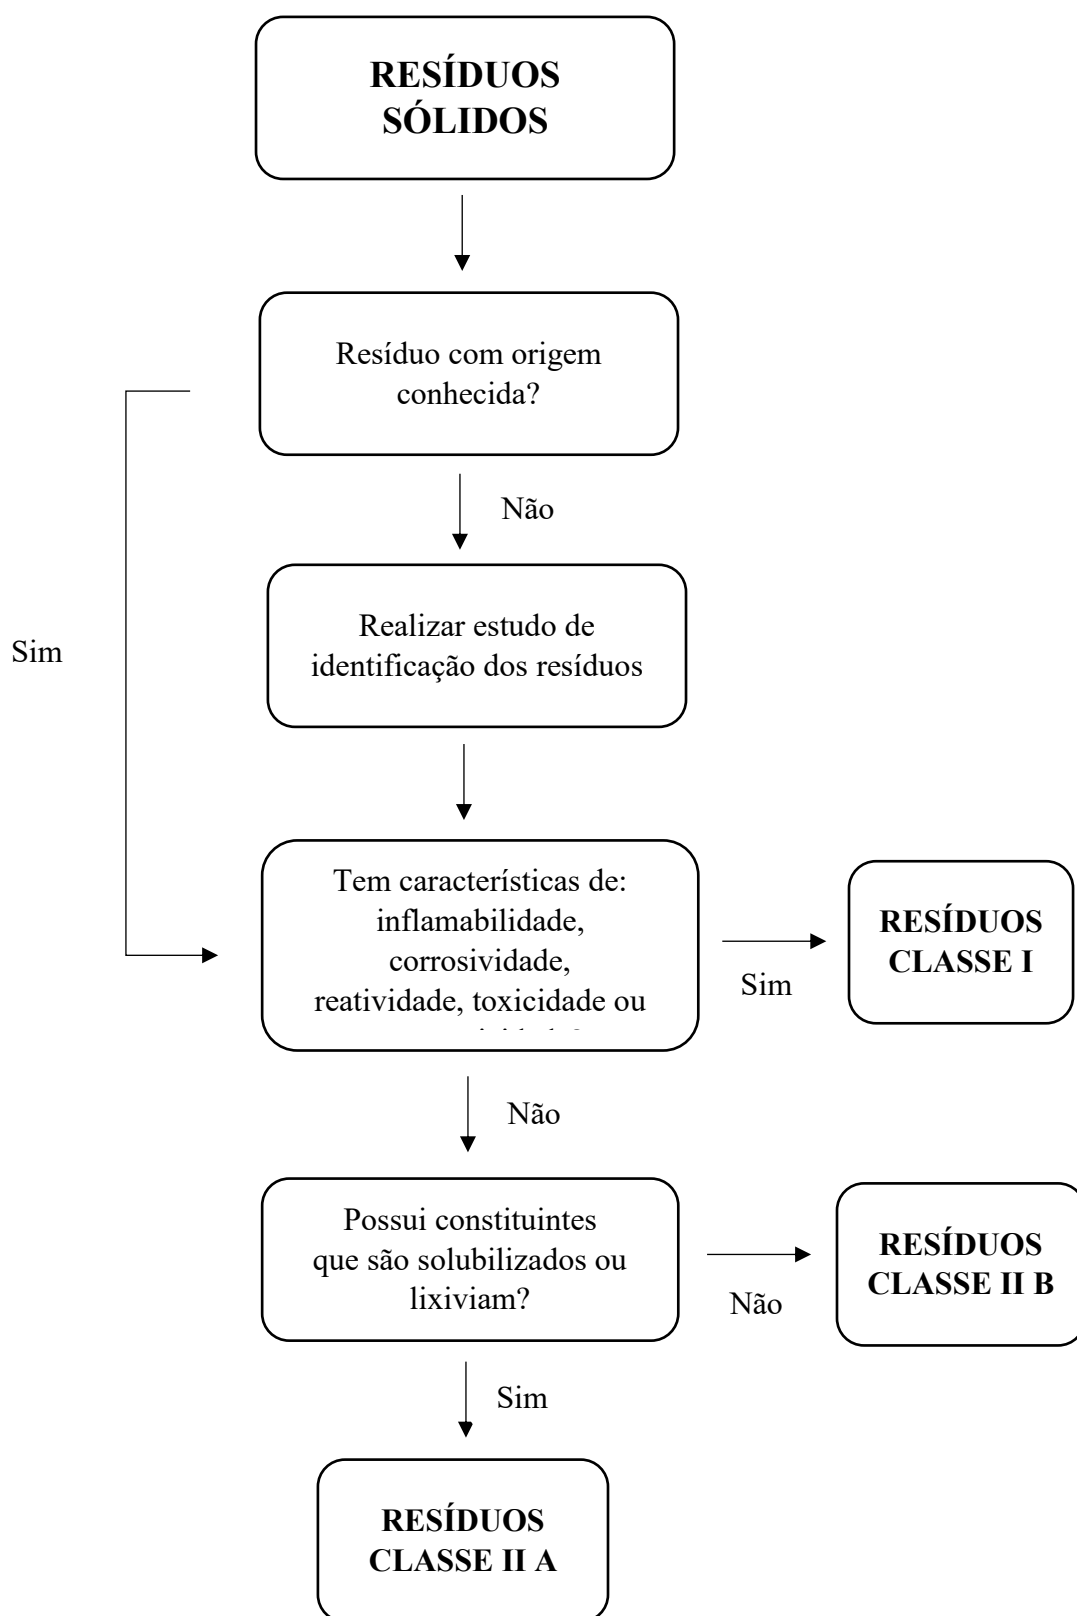 RESÍDUOS
SÓLIDOS
Resíduo com origem
conhecida?
Não
Realizar estudo de
identificação dos resíduos
Sim
Tem características de:
inflamabilidade,
corrosividade,
reatividade, toxicidade ou
RESÍDUOS
CLASSE I
Sim
Não
Possui constituintes
que são solubilizados ou
lixiviam?
RESÍDUOS
CLASSE II B
Não
Sim
RESÍDUOS
CLASSE II A